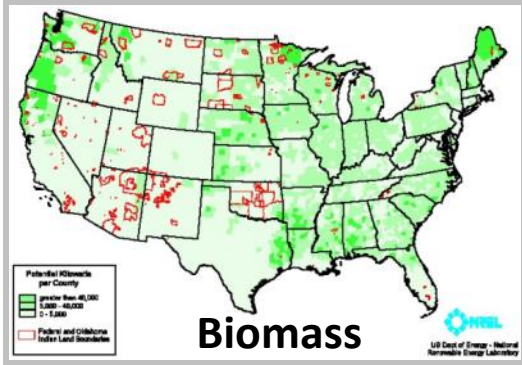 Potential Kilowatts
per County
greater than 40,000
5,000 - 40,000
0 - 5,000
Federal and Oklahoma
Indian Land Boundaries
Biomass
NREL
US Dept of Energy - National
Renewable Energy Laboratory